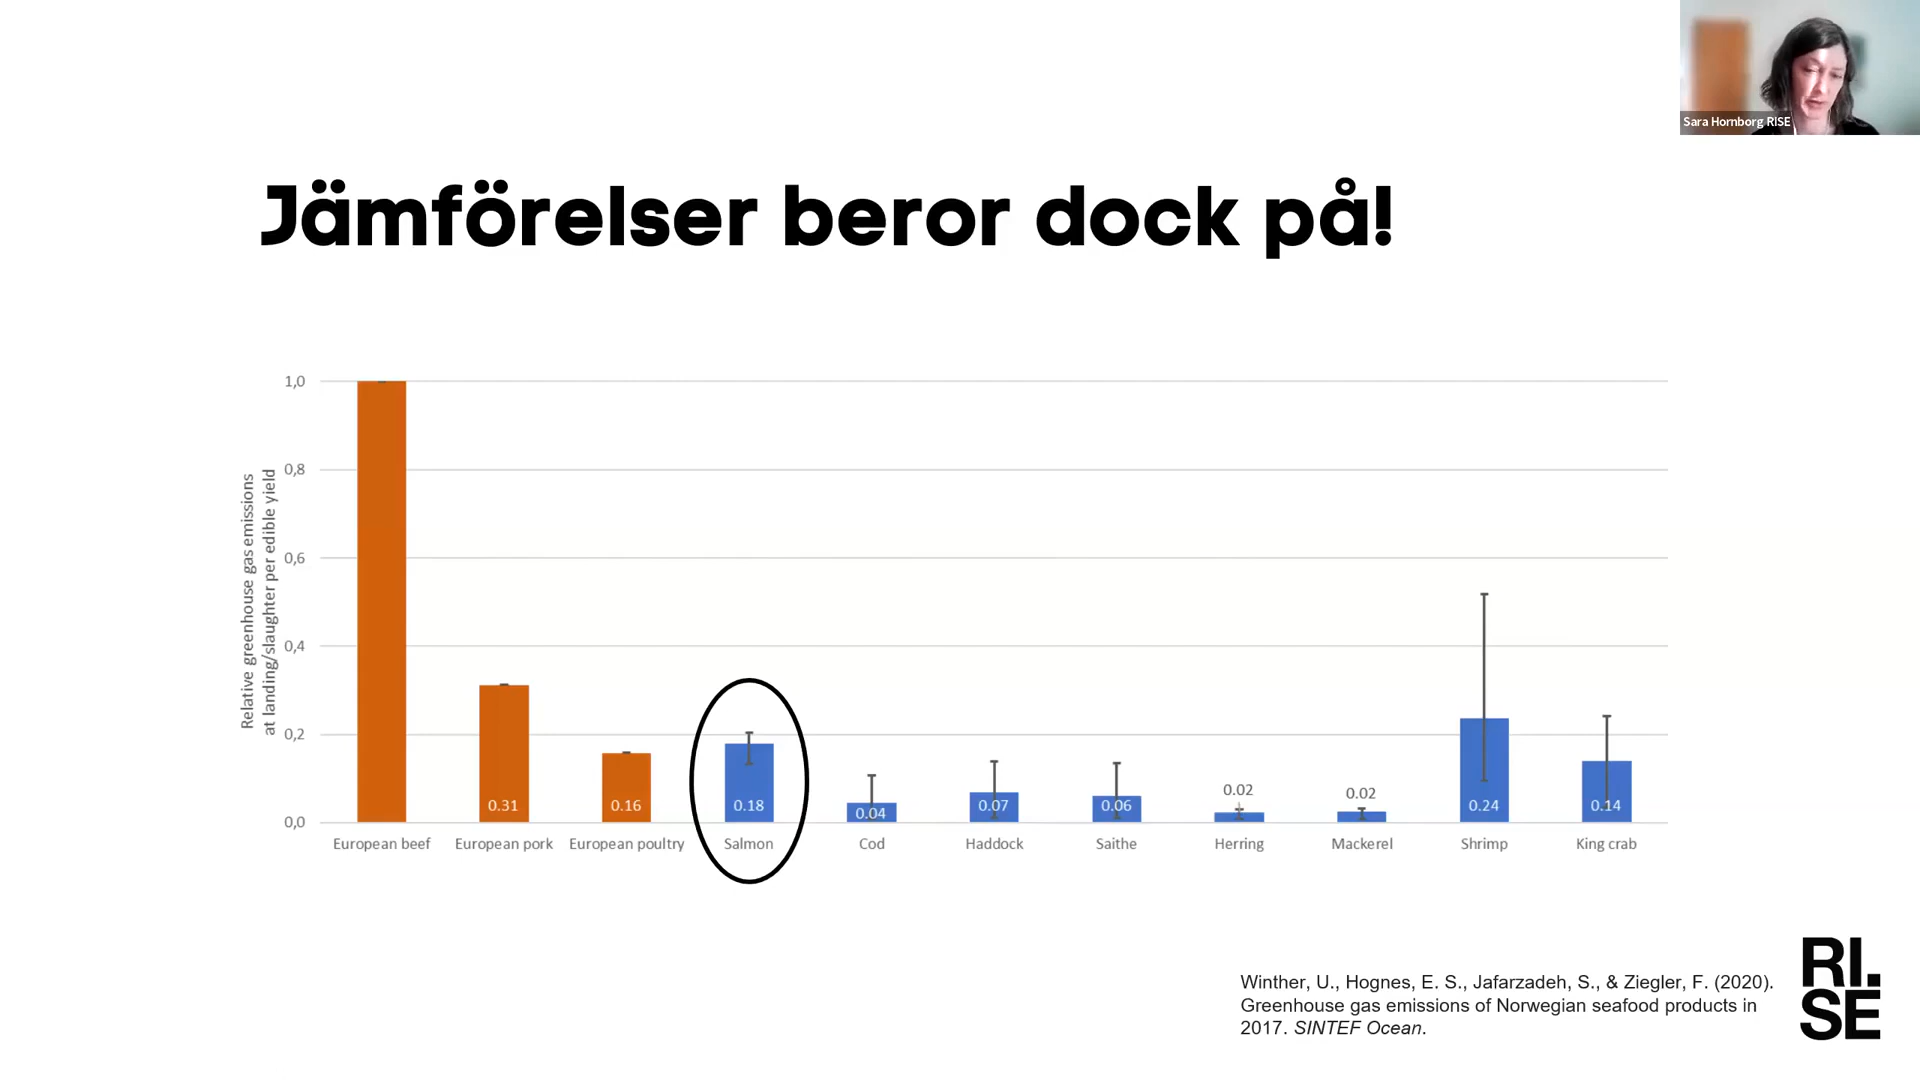 Sara Hornborg RISE
Jämförelser beror dock på!
Relative greenhouse gas emissions
at landing/slaughter per edible yield
1,0
0,8
0,6
0,4
0,2
0,0
0.31
0.16
0.18
0.04
0.07
0.06
0.02
0.02
0.24
0.14
European beef
European pork
European poultry
Salmon
Cod
Haddock
Saithe
Herring
Mackerel
Shrimp
King crab
Winther, U., Hognes, E. S., Jafarzadeh, S., & Ziegler, F. (2020).
Greenhouse gas emissions of Norwegian seafood products in
2017. SINTEF Ocean.
RI.
SE